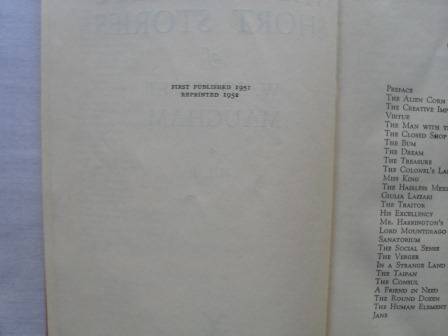 FIRST PUBLISHED 1951
REPRINTED 1952
PREFACE
THE ALIEN CORN
THE CREATIVE IMP
VIRTUE
THE MAN WITH T
THE CLOSED SHOP
THE BUM
THE DREAM
THE TREASURE
THE COLONEL'S LA
MISS KING
THE HAIRLESS MEX
GIULIA LAZZARI
THE TRAITOR
HIS EXCELLENCY
MR. HARRINGTON'S
LORD MOUNTDRAGO
SANATORIUM
THE SOCIAL SENSE
THE VERGER
IN A STRANGE LAND
THE TAIPAN
THE CONSUL
A FRIEND IN NEED
THE ROUND DOZEN
THE HUMAN ELEMENT
JANE